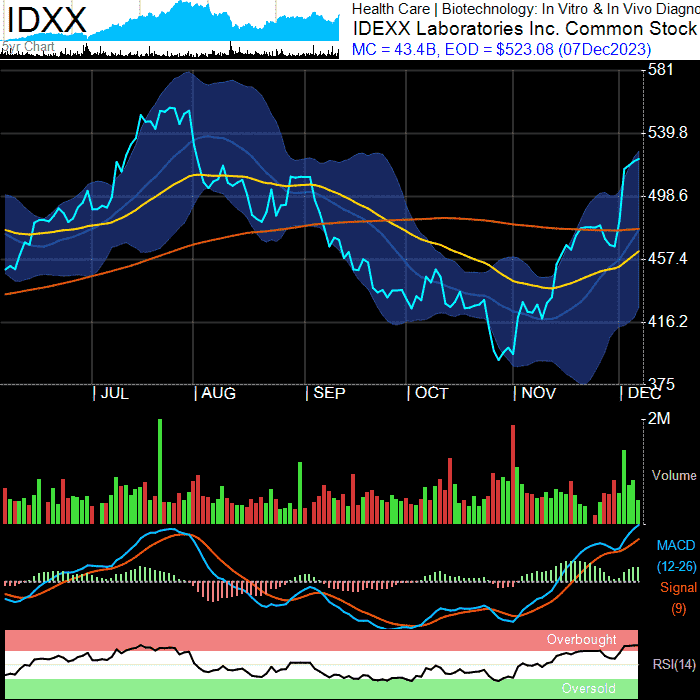 IDXX
5yr Chart
Health Care | Biotechnology: In Vitro & In Vivo Diagno
IDEXX Laboratories Inc. Common Stock
MC = 43.4B, EOD = $523.08 (07Dec2023)
581
539.8
498.6
457.4
416.2
375
| JUL | AUG | SEP | OCT | NOV | DEC
2M
Volume
MACD
(12-26)
Signal
(9)
Overbought
RSI(14)
Oversold